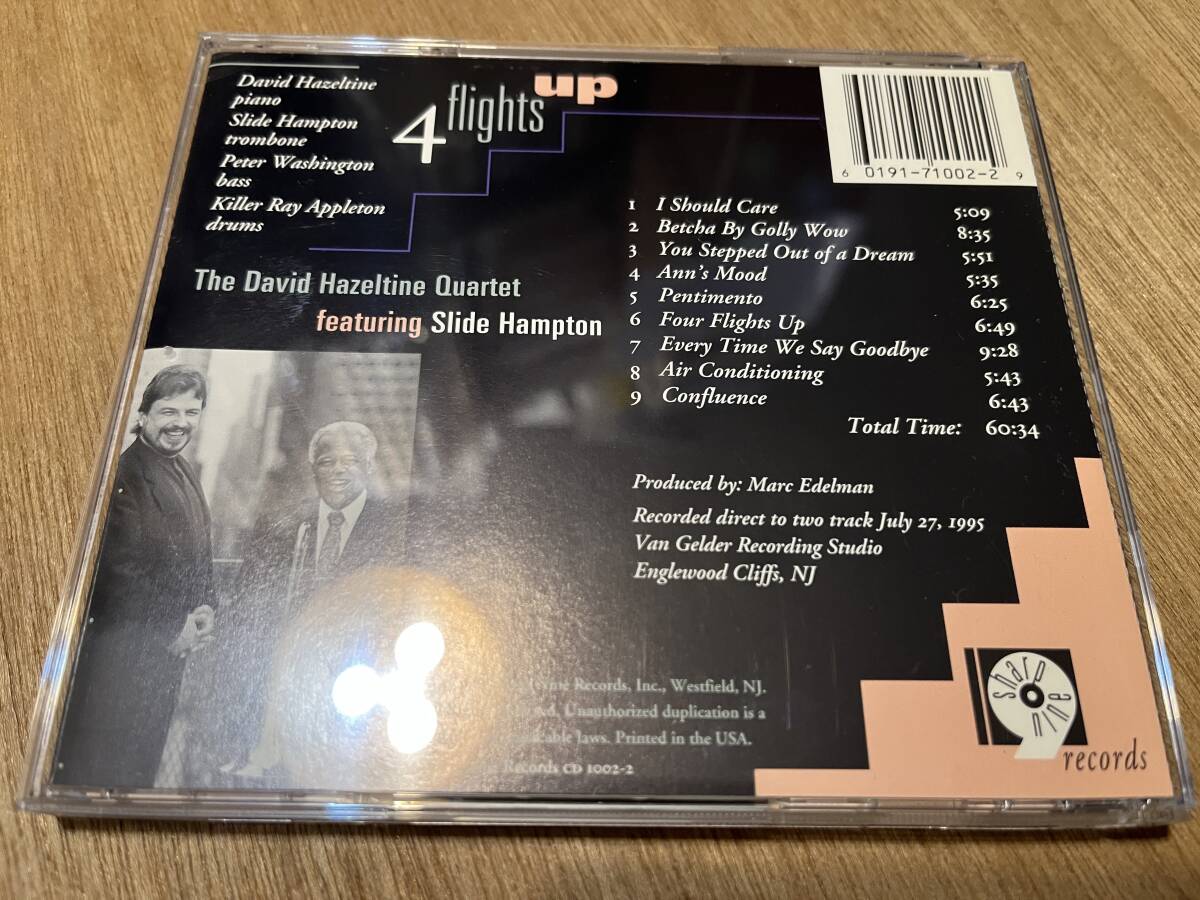 David Hazeltine
piano
Slide Hampton
trombone
Peter Washington
bass
Killer Ray Appleton
drums
4 flights up
6 0191-71002-2 9
The David Hazeltine Quartet
featuring Slide Hampton
1 I Should Care 5:09
2 Betcha By Golly Wow 8:35
3 You Stepped Out of a Dream 5:51
4 Ann's Mood 5:35
5 Pentimento 6:25
6 Four Flights Up 6:49
7 Every Time We Say Goodbye 9:28
8 Air Conditioning 5:43
9 Confluence 6:43
Total Time: 60:34
Produced by: Marc Edelman
Recorded direct to two track July 27, 1995
Van Gelder Recording Studio
Englewood Cliffs, NJ
Records, Inc., Westfield, NJ.
Unauthorized duplication is a
laws. Printed in the USA.
Records CD 1002-2
sharp nine
records